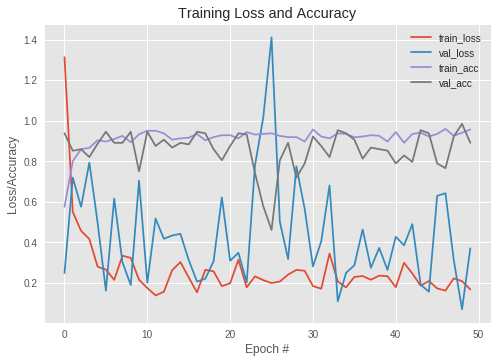 Training Loss and Accuracy
train_loss
val_loss
train_acc
val_acc
Loss/Accuracy
1.4
1.2
1.0
0.8
0.6
0.4
0.2
0
10
20
30
40
50
Epoch #